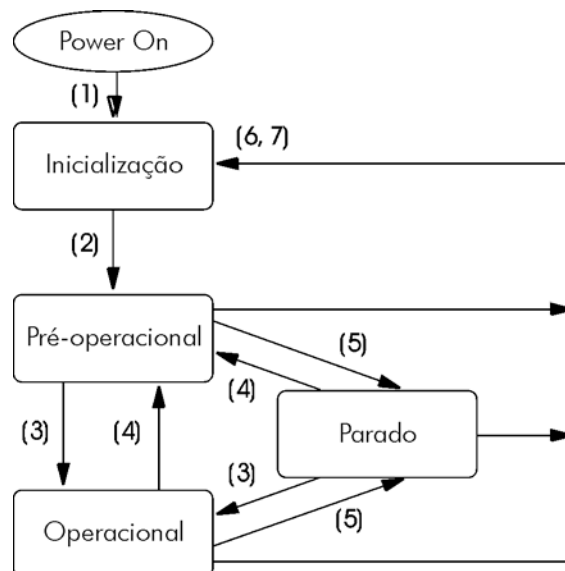 Power On
(1)
(6, 7)
Inicialização
(2)
Pré-operacional
(5)
(4)
(3)
(4)
Parado
(3)
(5)
Operacional